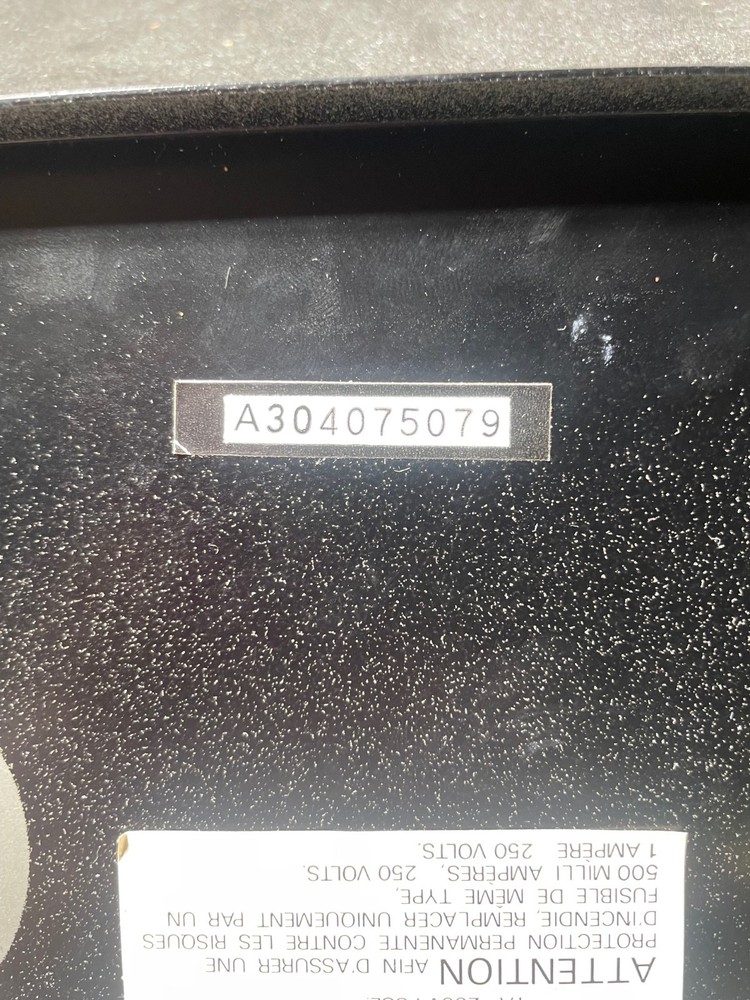 A304075079
ATTENTION AFIN D'ASSURER UNE
PROTECTION PERMANENTE CONTRE LES RISQUES
D'INCENDIE, REMPLACER UNIQUEMENT PAR UN
FUSIBLE DE MÊME TYPE,
500 MILLI AMPÈRES, 250 VOLTS.
1 AMPÈRE 250 VOLTS.